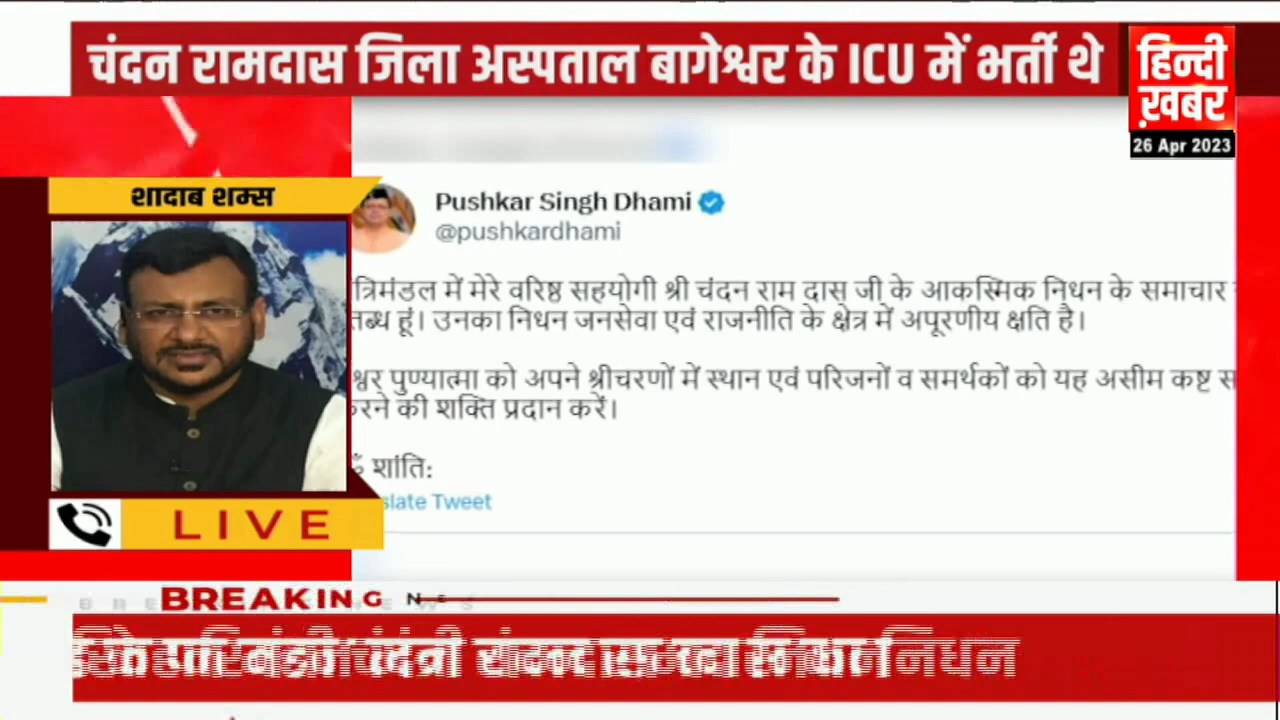 चंदन रामदास जिला अस्पताल बागेश्वर के ICU में भर्ती थे
हिन्दी
ख़बर
26 Apr 2023
शादाब शम्स
Pushkar Singh Dhami
@pushkardhami
त्रिमंडल में मेरे वरिष्ठ सहयोगी श्री चंदन राम दास जी के आकस्मिक निधन के समाचार
तब्ध हूं। उनका निधन जनसेवा एवं राजनीति के क्षेत्र में अपूरणीय क्षति है।
श्वर पुण्यात्मा को अपने श्रीचरणों में स्थान एवं परिजनों व समर्थकों को यह असीम कष्ट स
करने की शक्ति प्रदान करें।
ॐ शांति:
slate Tweet
LIVE
BREAKING
निधन